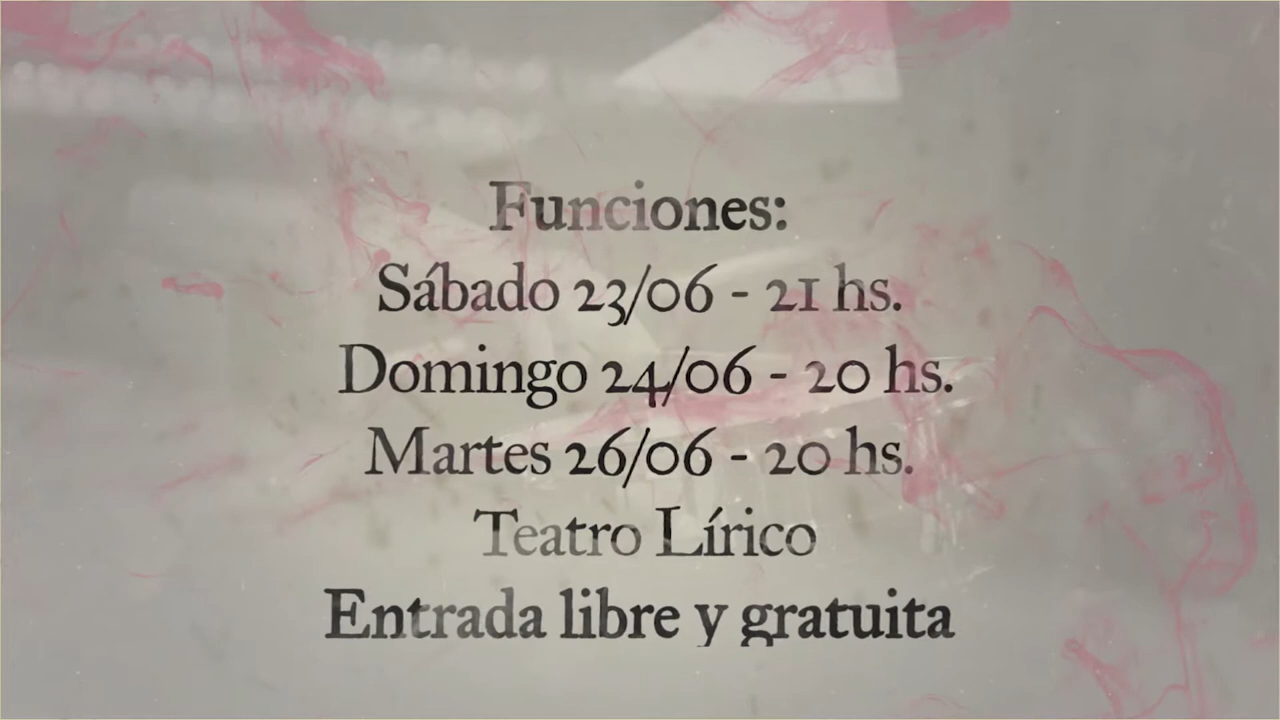 Funciones:
Sábado 23/06 - 21 hs.
Domingo 24/06 - 20 hs.
Martes 26/06 - 20 hs.
Teatro Lírico
Entrada libre y gratuita